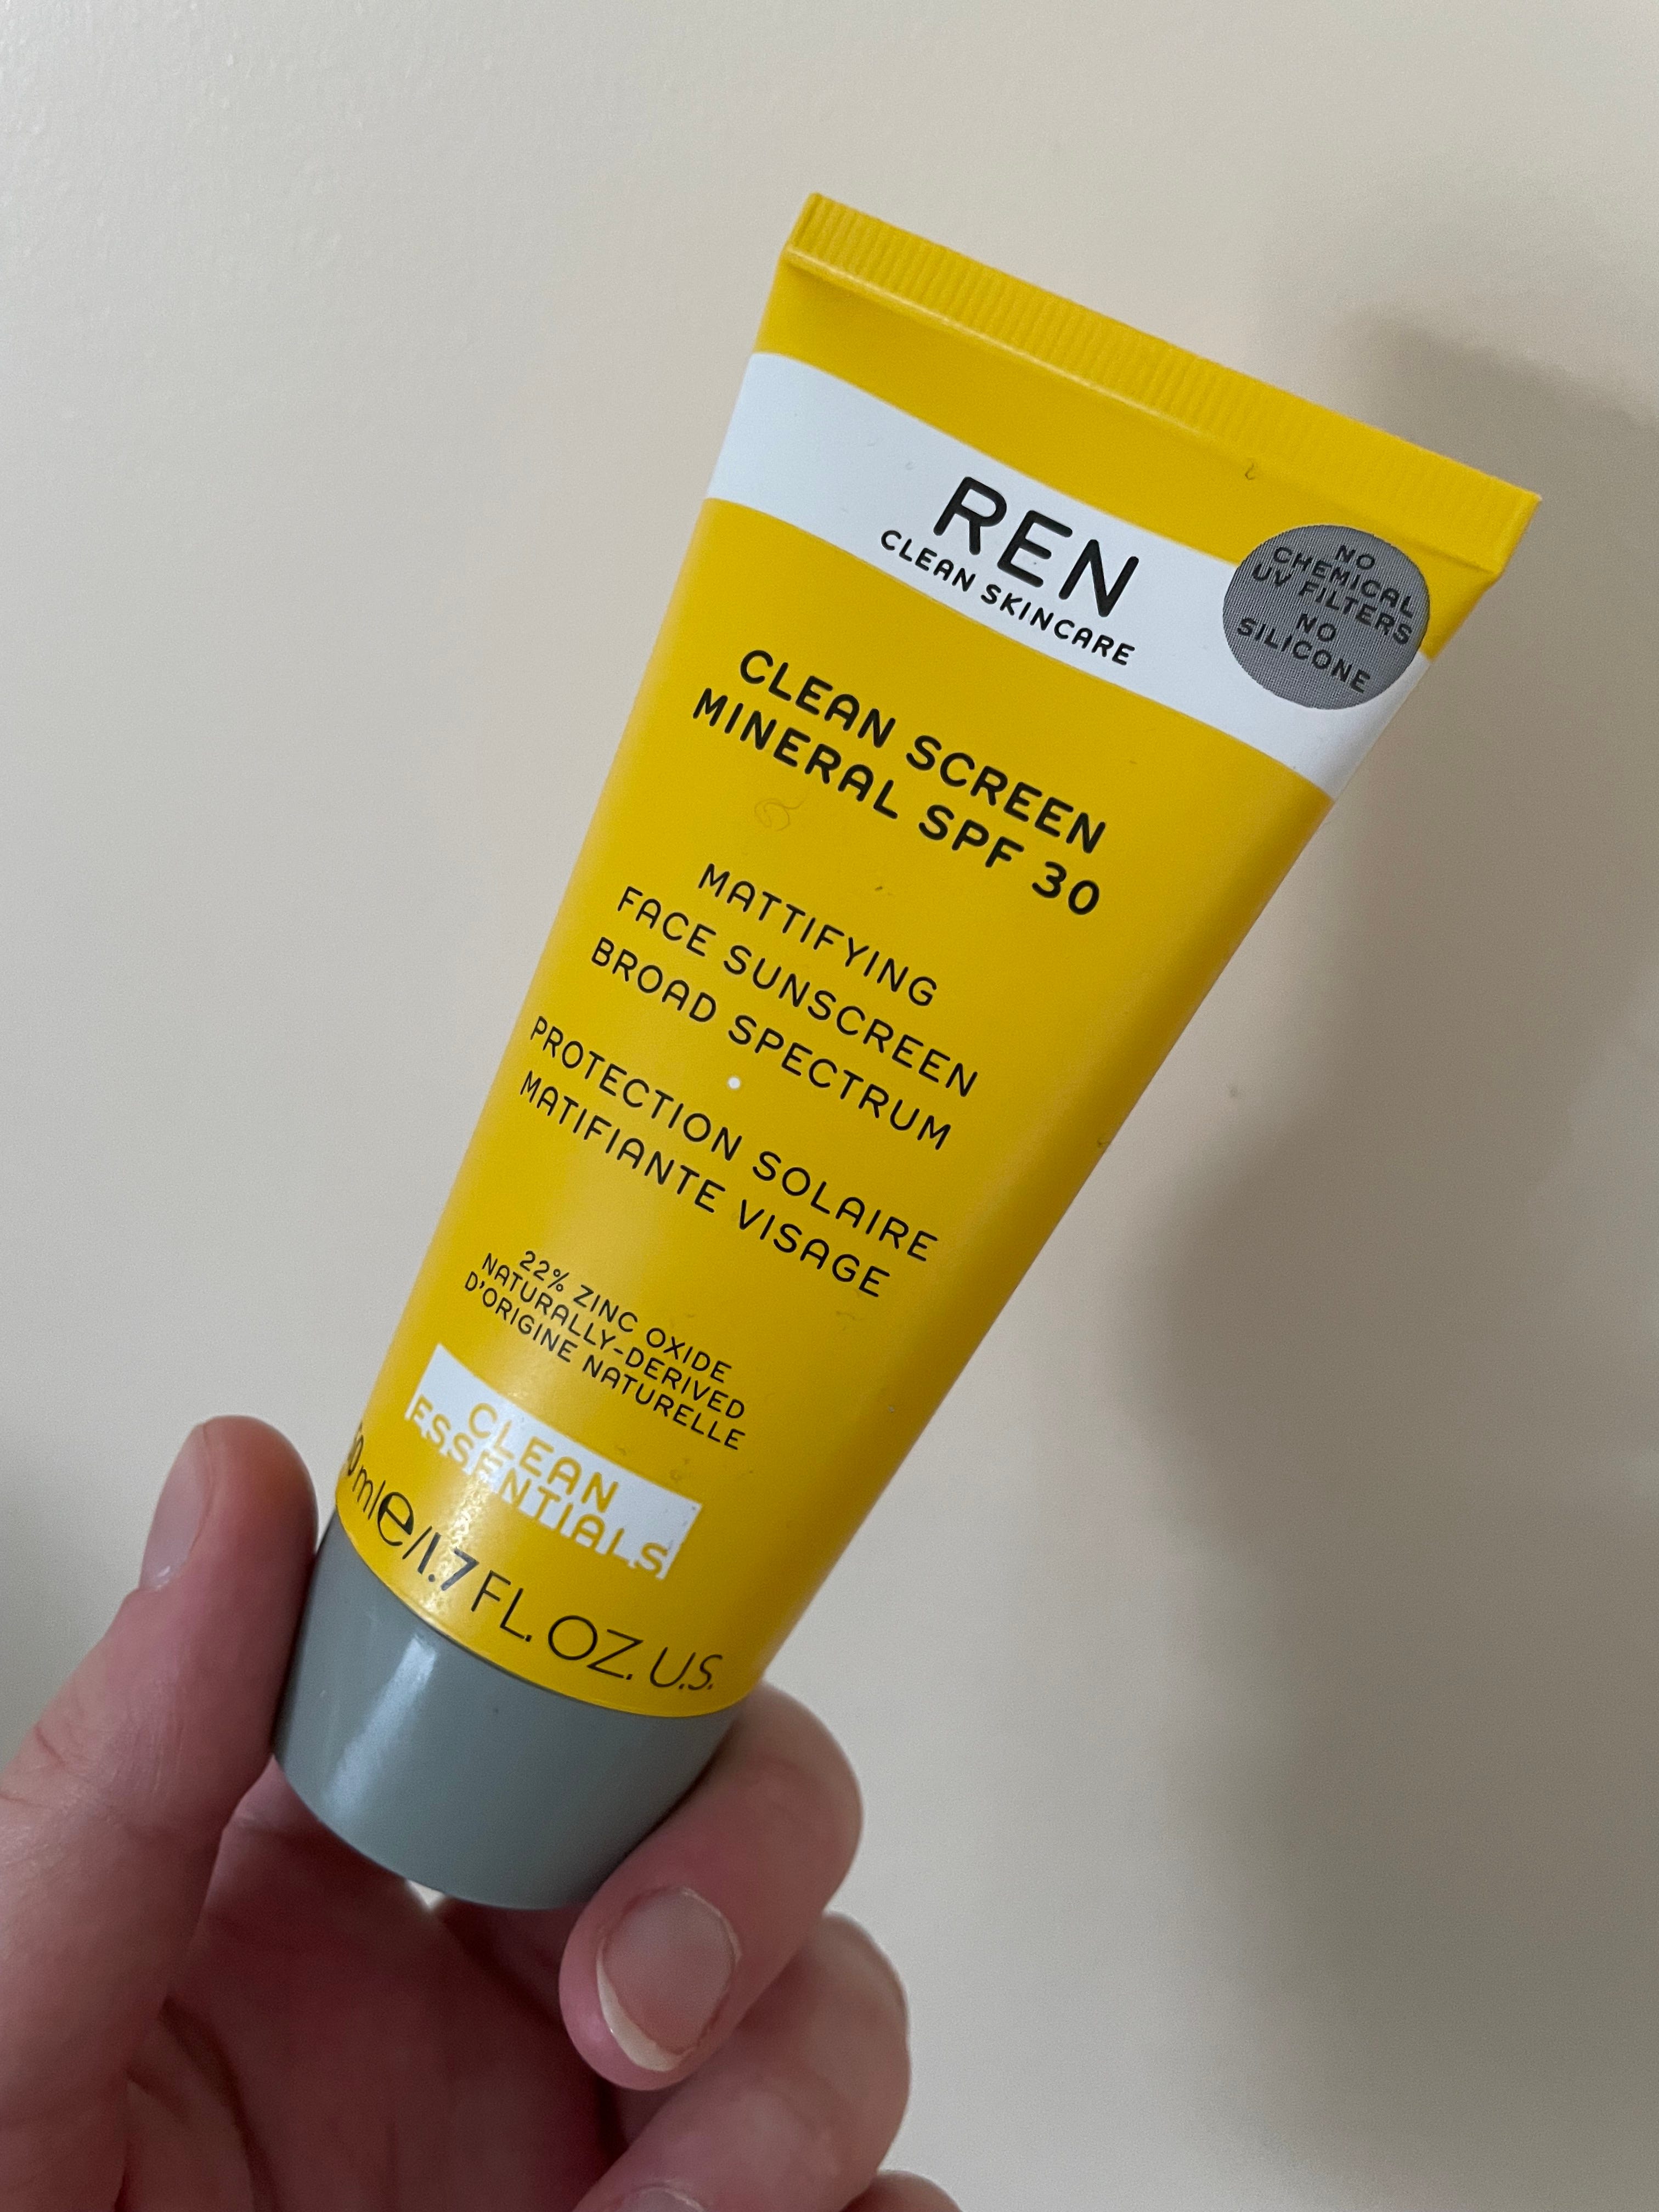 REN
CLEAN SKINCARE
NO
CHEMICAL
UV FILTERS
NO
SILICONE
CLEAN SCREEN
MINERAL SPF 30
MATTIFYING
FACE SUNSCREEN
BROAD SPECTRUM
PROTECTION SOLAIRE
MATIFIANTE VISAGE
22% ZINC OXIDE
NATURALLY-DERIVED
D'ORIGINE NATURELLE
CLEAN
ESSENTIALS
50 ml e/1.7 FL. OZ. U.S.